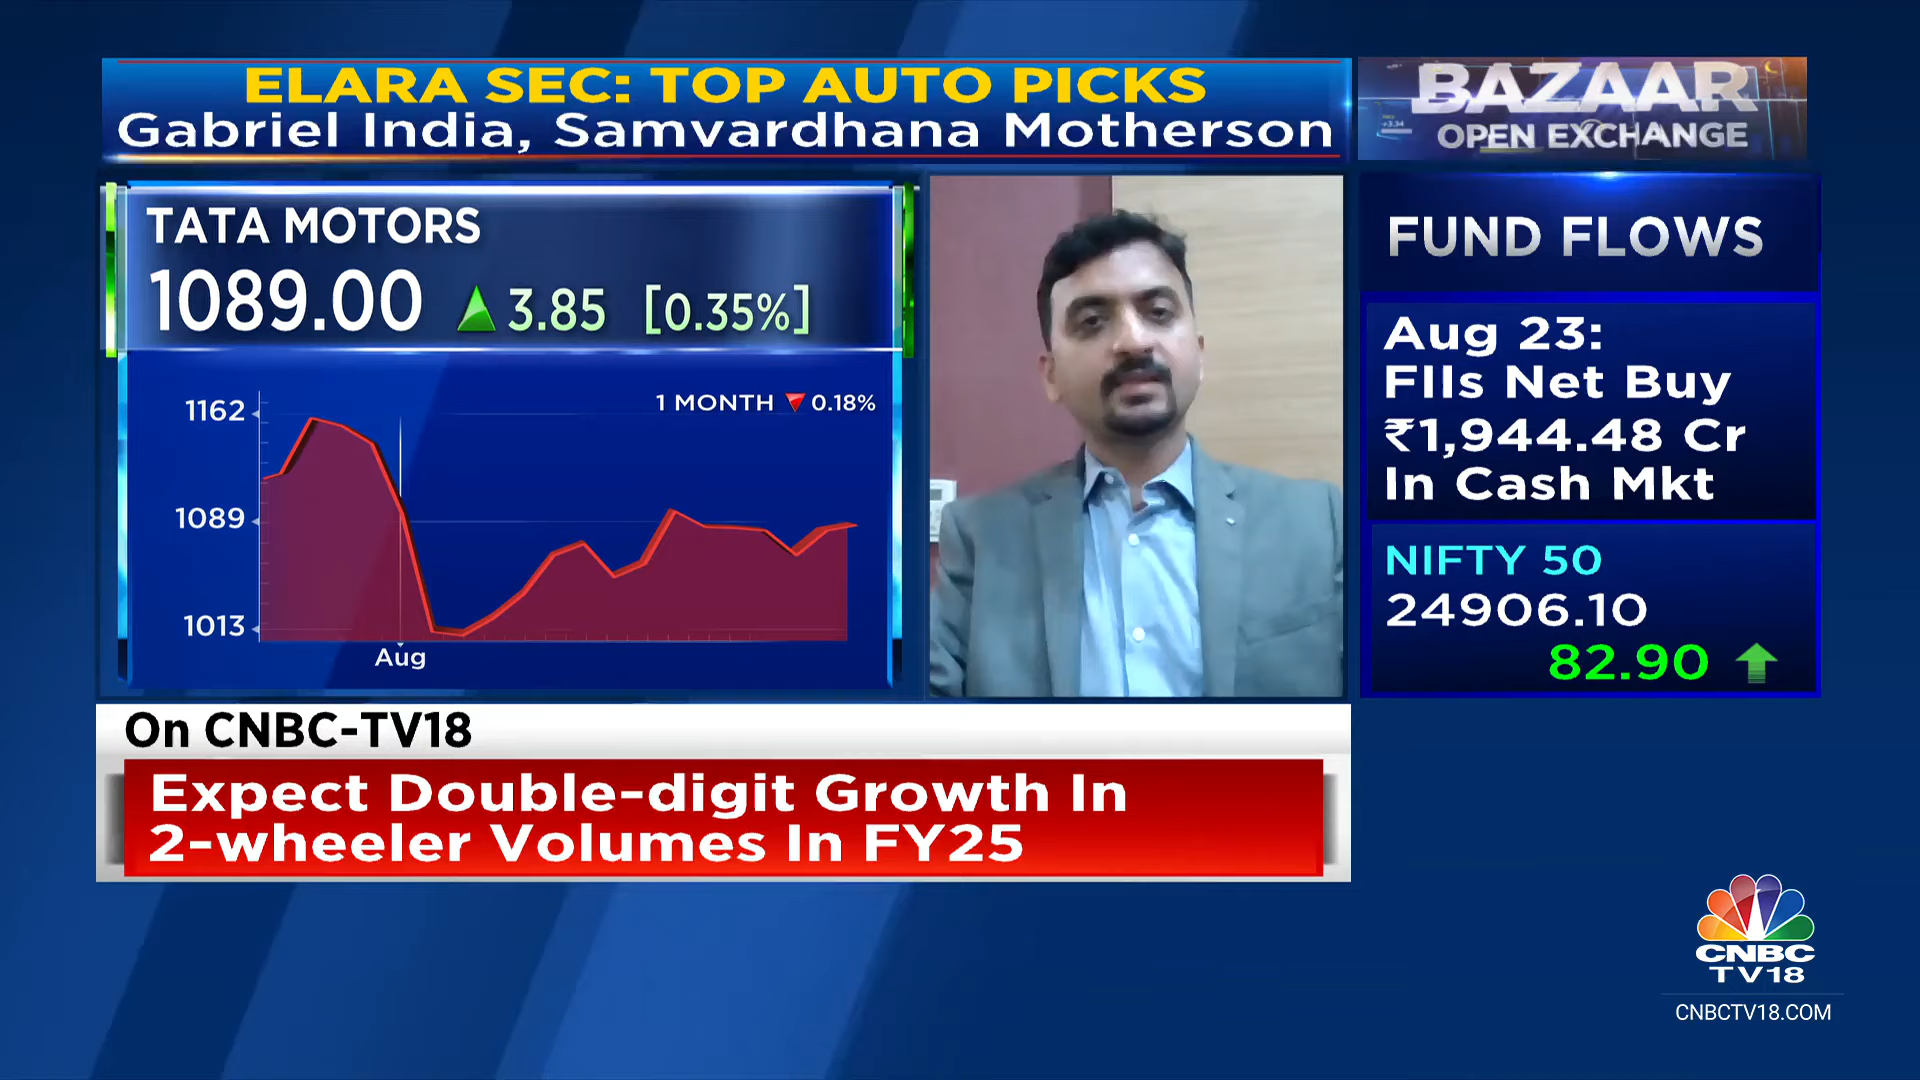 ELARA SEC: TOP AUTO PICKS
Gabriel India, Samvardhana Motherson
BAZAAR
OPEN EXCHANGE
TATA MOTORS
1089.00 ▲ 3.85 [0.35%]
1 MONTH ▼ 0.18%
1162
1089
1013
Aug
FUND FLOWS
Aug 23:
FIIs Net Buy
₹1,944.48 Cr
In Cash Mkt
NIFTY 50
24906.10
82.90
On CNBC-TV18
Expect Double-digit Growth In
2-wheeler Volumes In FY25
CNBC
TV18
CNBCTV18.COM